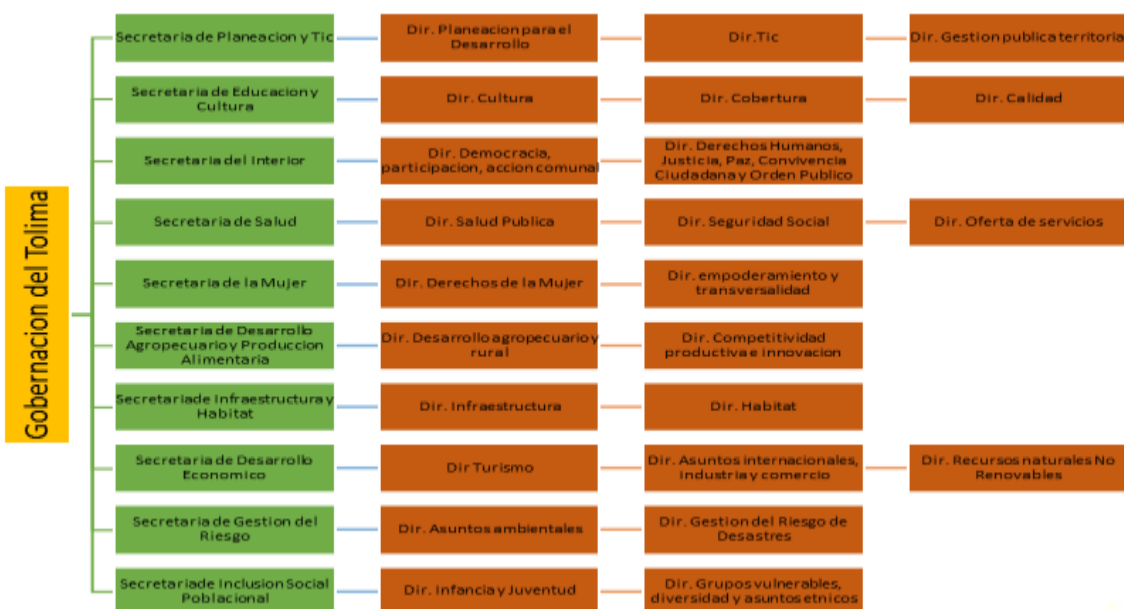 Gobernacion del Tolima
Secretaria de Planeacion y Tic
Dir. Planeacion para el
Desarrollo
Dir.Tic
Dir. Gestion publica territoria
Secretaria de Educacion y
Cultura
Dir. Cultura
Dir. Cobertura
Dir. Calidad
Secretaria del Interior
Dir. Democracia,
participacion, accion comunal
Dir. Derechos Humanos,
Justicia, Paz, Convivencia
Ciudadana y Orden Publico
Secretaria de Salud
Dir. Salud Publica
Dir. Seguridad Social
Dir. Oferta de servicios
Secretaria de la Mujer
Dir. Derechos de la Mujer
Dir. empoderamiento y
transversalidad
Secretaria de Desarrollo
Agropecuario y Produccion
Alimentaria
Dir. Desarrollo agropecuario y
rural
Dir. Competitividad
productiva e innovacion
Secretaria de Infraestructura y
Habitat
Dir. Infraestructura
Dir. Habitat
Secretaria de Desarrollo
Economico
Dir Turismo
Dir. Asuntos internacionales,
industria y comercio
Dir. Recursos naturales No
Renovables
Secretaria de Gestion del
Riesgo
Dir. Asuntos ambientales
Dir. Gestion del Riesgo de
Desastres
Secretaria de Inclusion Social
Poblacional
Dir. Infancia y Juventud
Dir. Grupos vulnerables,
diversidad y asuntos etnicos